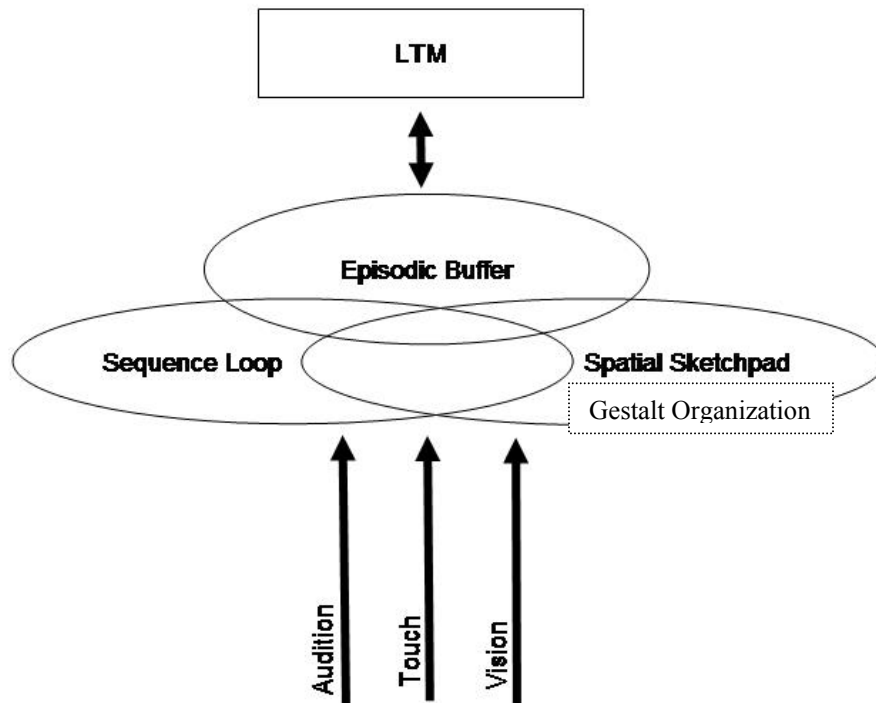 LTM
Episodic Buffer
Sequence Loop
Spatial Sketchpad
Gestalt Organization
Audition
Touch
Vision